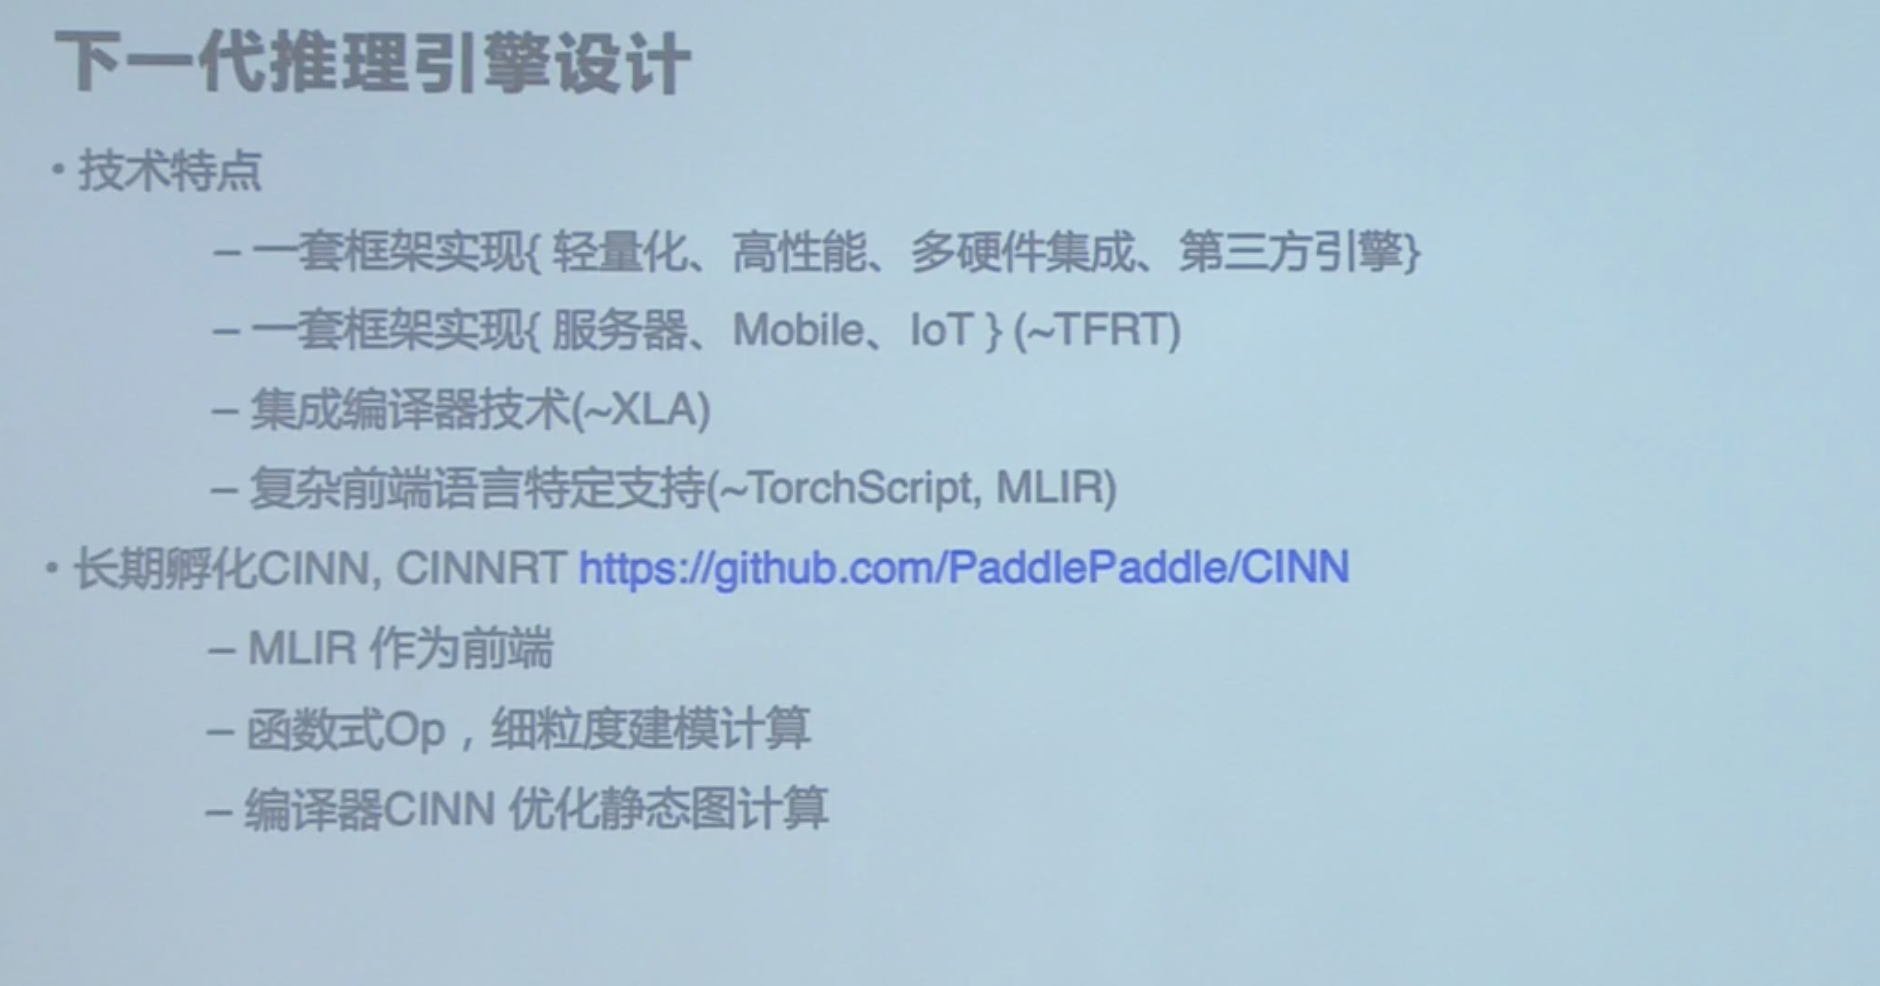 下一代推理引擎设计
• 技术特点
– 一套框架实现{ 轻量化、高性能、多硬件集成、第三方引擎}
– 一套框架实现{ 服务器、Mobile、IoT } (~TFRT)
– 集成编译器技术(~XLA)
– 复杂前端语言特定支持(~TorchScript, MLIR)
• 长期孵化CINN, CINNRT https://github.com/PaddlePaddle/CINN
– MLIR 作为前端
– 函数式Op，细粒度建模计算
– 编译器CINN 优化静态图计算